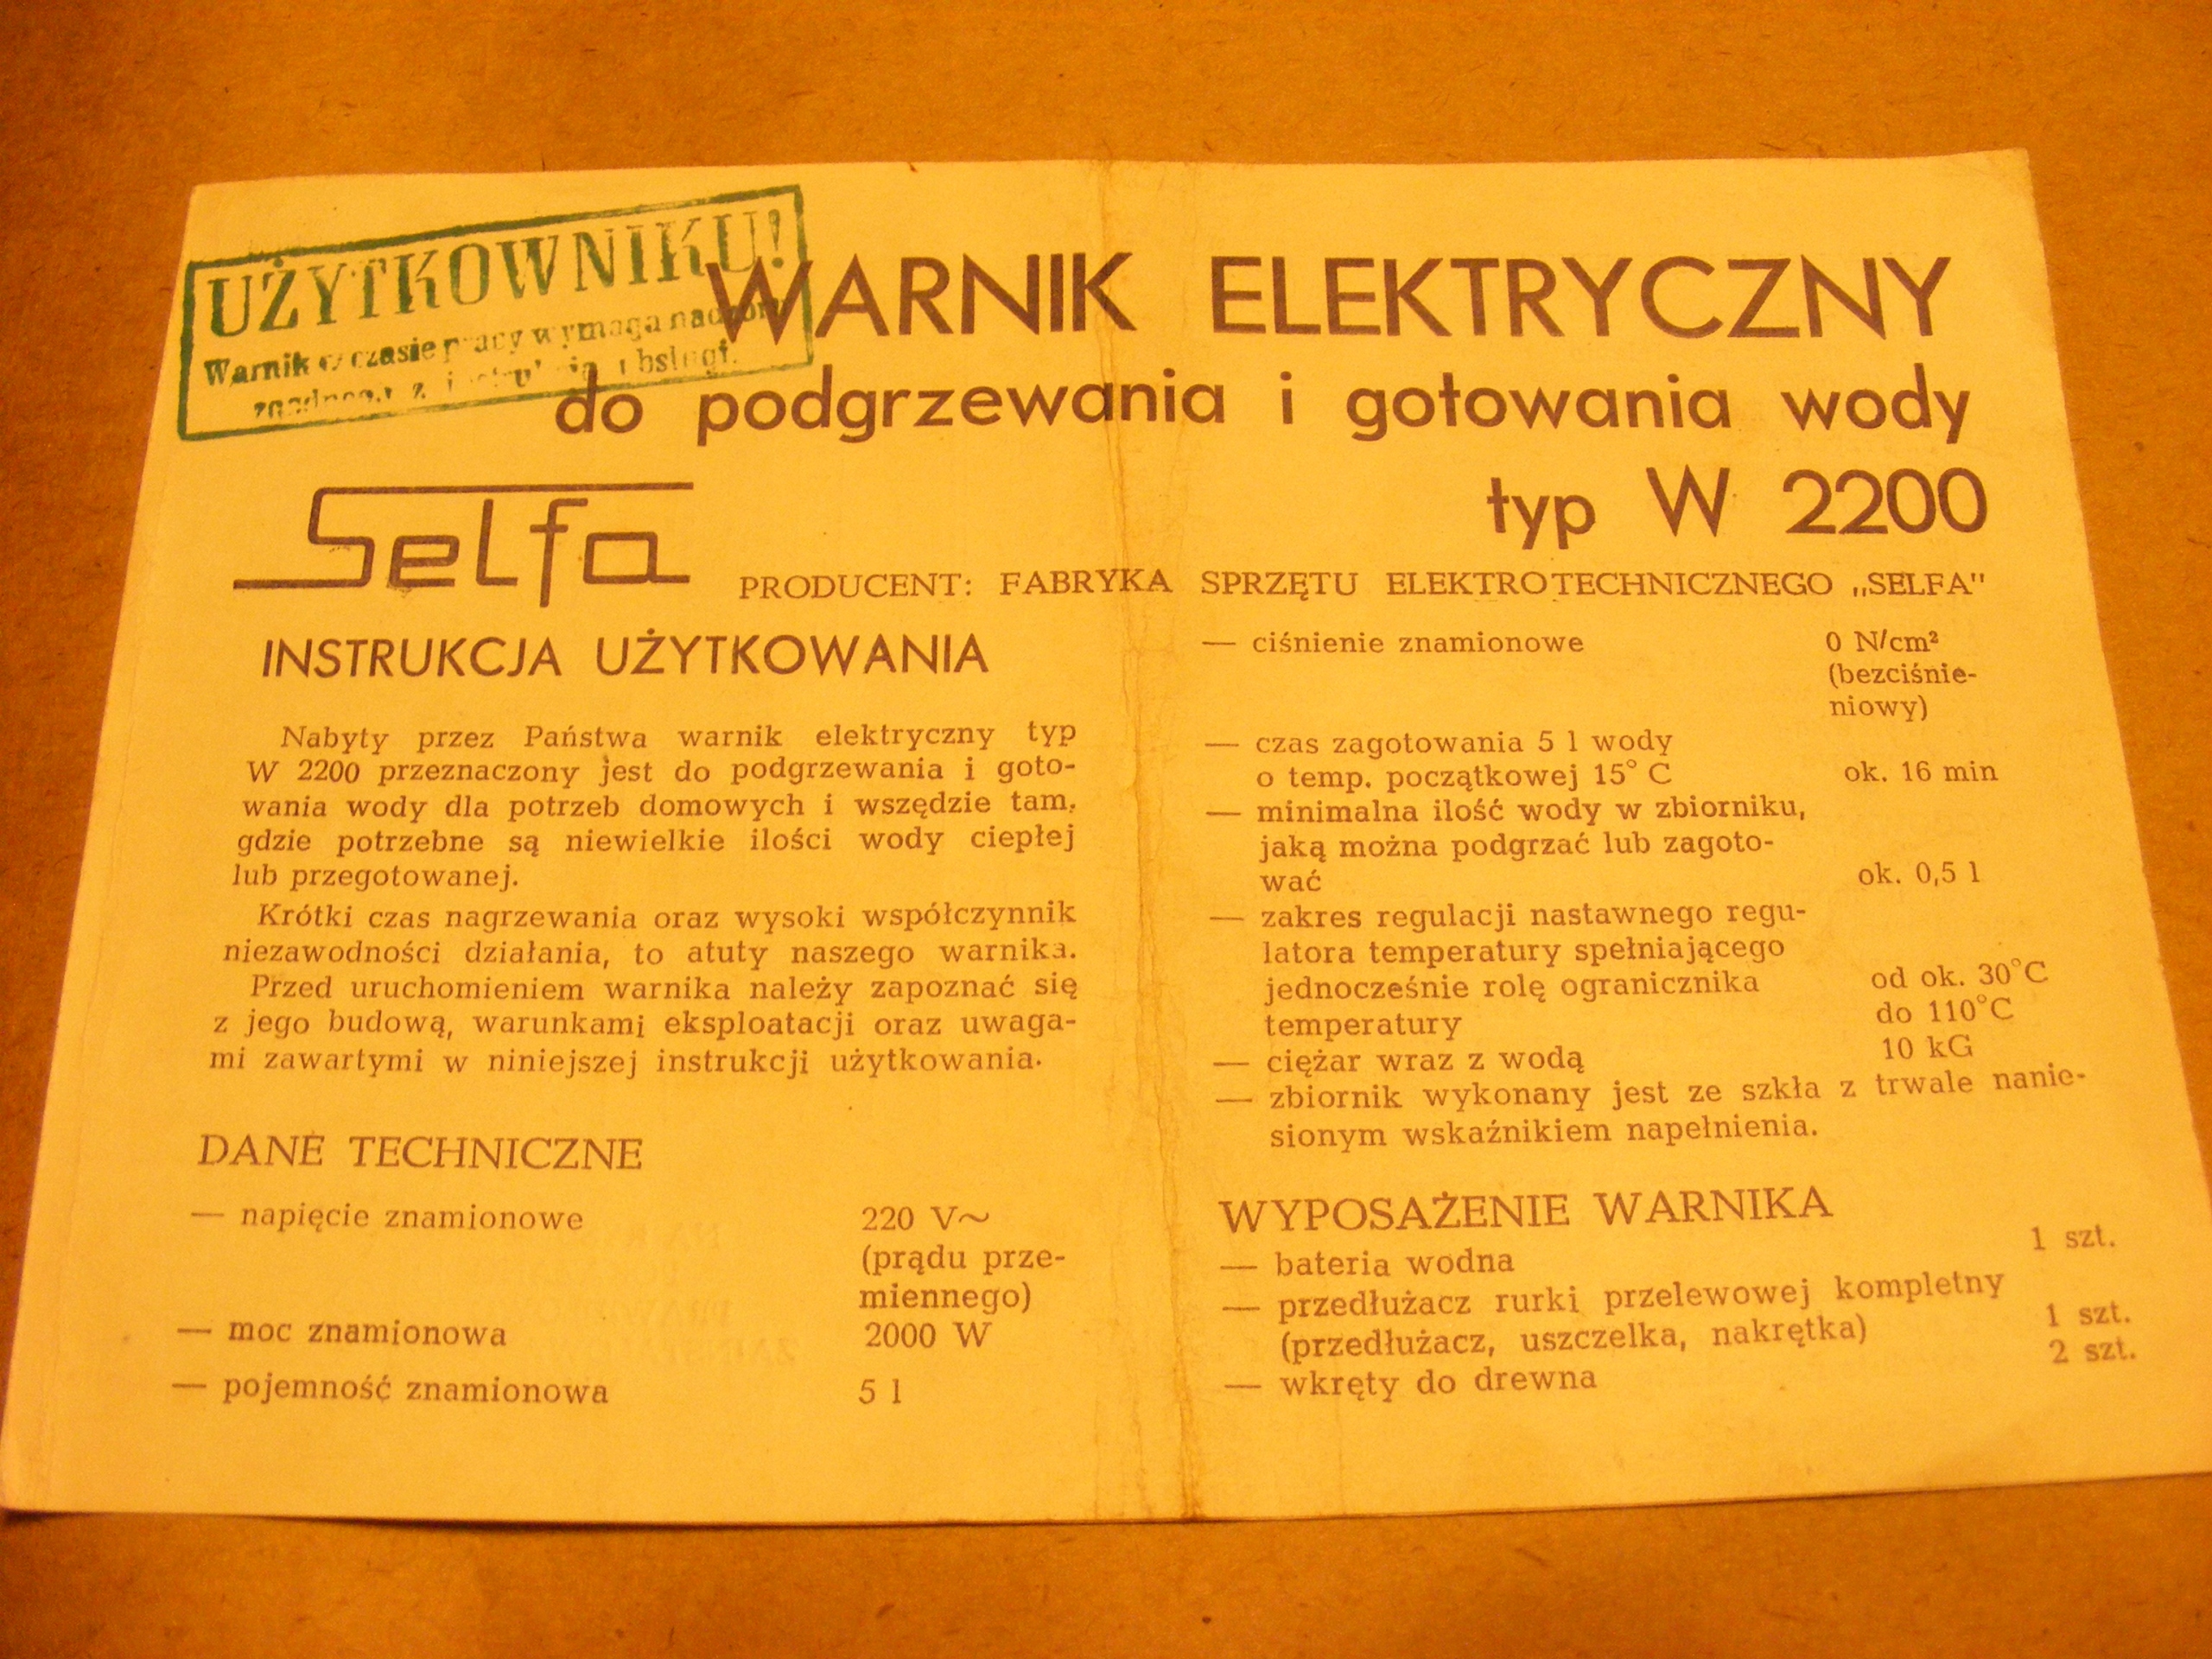 UŻYTKOWNIKU!
Warnik w czasie pracy wymaga nadzoru
z
WARNIK ELEKTRYCZNY
do podgrzewania i gotowania wody
typ W 2200
Selfa
PRODUCENT: FABRYKA SPRZĘTU ELEKTROTECHNICZNEGO „SELFA"
INSTRUKCJA UŻYTKOWANIA
Nabyty przez Państwa warnik elektryczny typ
W 2200 przeznaczony jest do podgrzewania i goto-
wania wody dla potrzeb domowych i wszędzie tam,
gdzie potrzebne są niewielkie ilości wody ciepłej
lub przegotowanej.
Krótki czas nagrzewania oraz wysoki współczynnik
niezawodności działania, to atuty naszego warnika.
Przed uruchomieniem warnika należy zapoznać się
z jego budową, warunkami eksploatacji oraz uwaga-
mi zawartymi w niniejszej instrukcji użytkowania.
DANE TECHNICZNE
— napięcie znamionowe 220 V~
(prądu prze-
miennego)
— moc znamionowa 2000 W
— pojemność znamionowa 5 l
— ciśnienie znamionowe 0 N/cm²
(bezciśnie-
niowy)
— czas zagotowania 5 l wody
o temp. początkowej 15° C ok. 16 min
— minimalna ilość wody w zbiorniku,
jaką można podgrzać lub zagoto-
wać ok. 0,5 l
— zakres regulacji nastawnego regu-
latora temperatury spełniającego
jednocześnie rolę ogranicznika od ok. 30°C
temperatury do 110°C
— ciężar wraz z wodą 10 kG
— zbiornik wykonany jest ze szkła z trwale nanie-
sionym wskaźnikiem napełnienia.
WYPOSAŻENIE WARNIKA
— bateria wodna 1 szt.
— przedłużacz rurki przelewowej kompletny
(przedłużacz, uszczelka, nakrętka) 1 szt.
— wkręty do drewna 2 szt.